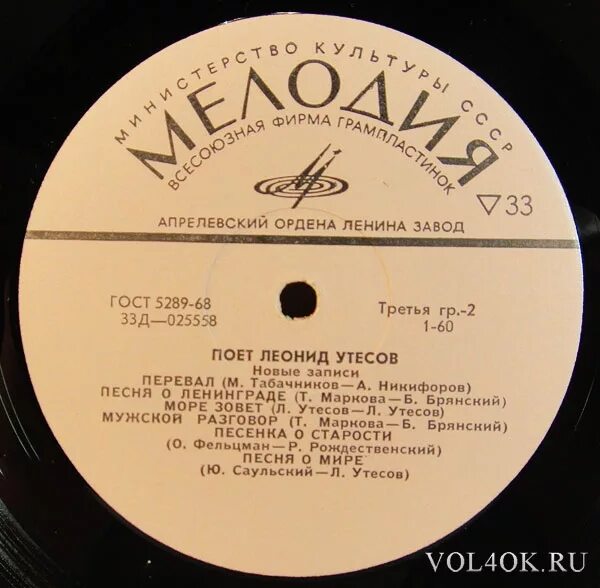 МИНИСТЕРСТВО КУЛЬТУРЫ СССР
МЕЛОДИЯ
ВСЕСОЮЗНАЯ ФИРМА ГРАМПЛАСТИНОК
▽33
АПРЕЛЕВСКИЙ ОРДЕНА ЛЕНИНА ЗАВОД
ГОСТ 5289-68
33Д—025558
Третья гр.-2
1-60
ПОЕТ ЛЕОНИД УТЕСОВ
Новые записи
ПЕРЕВАЛ (М. Табачников—А. Никифоров)
ПЕСНЯ О ЛЕНИНГРАДЕ (Т. Маркова—Б. Брянский)
МОРЕ ЗОВЕТ (Л. Утесов—Л. Утесов)
МУЖСКОЙ РАЗГОВОР (Т. Маркова—Б. Брянский)
ПЕСЕНКА О СТАРОСТИ
(О. Фельцман—Р. Рождественский)
ПЕСНЯ О МИРЕ
(Ю. Саульский—Л. Утесов)
VOL4OK.RU